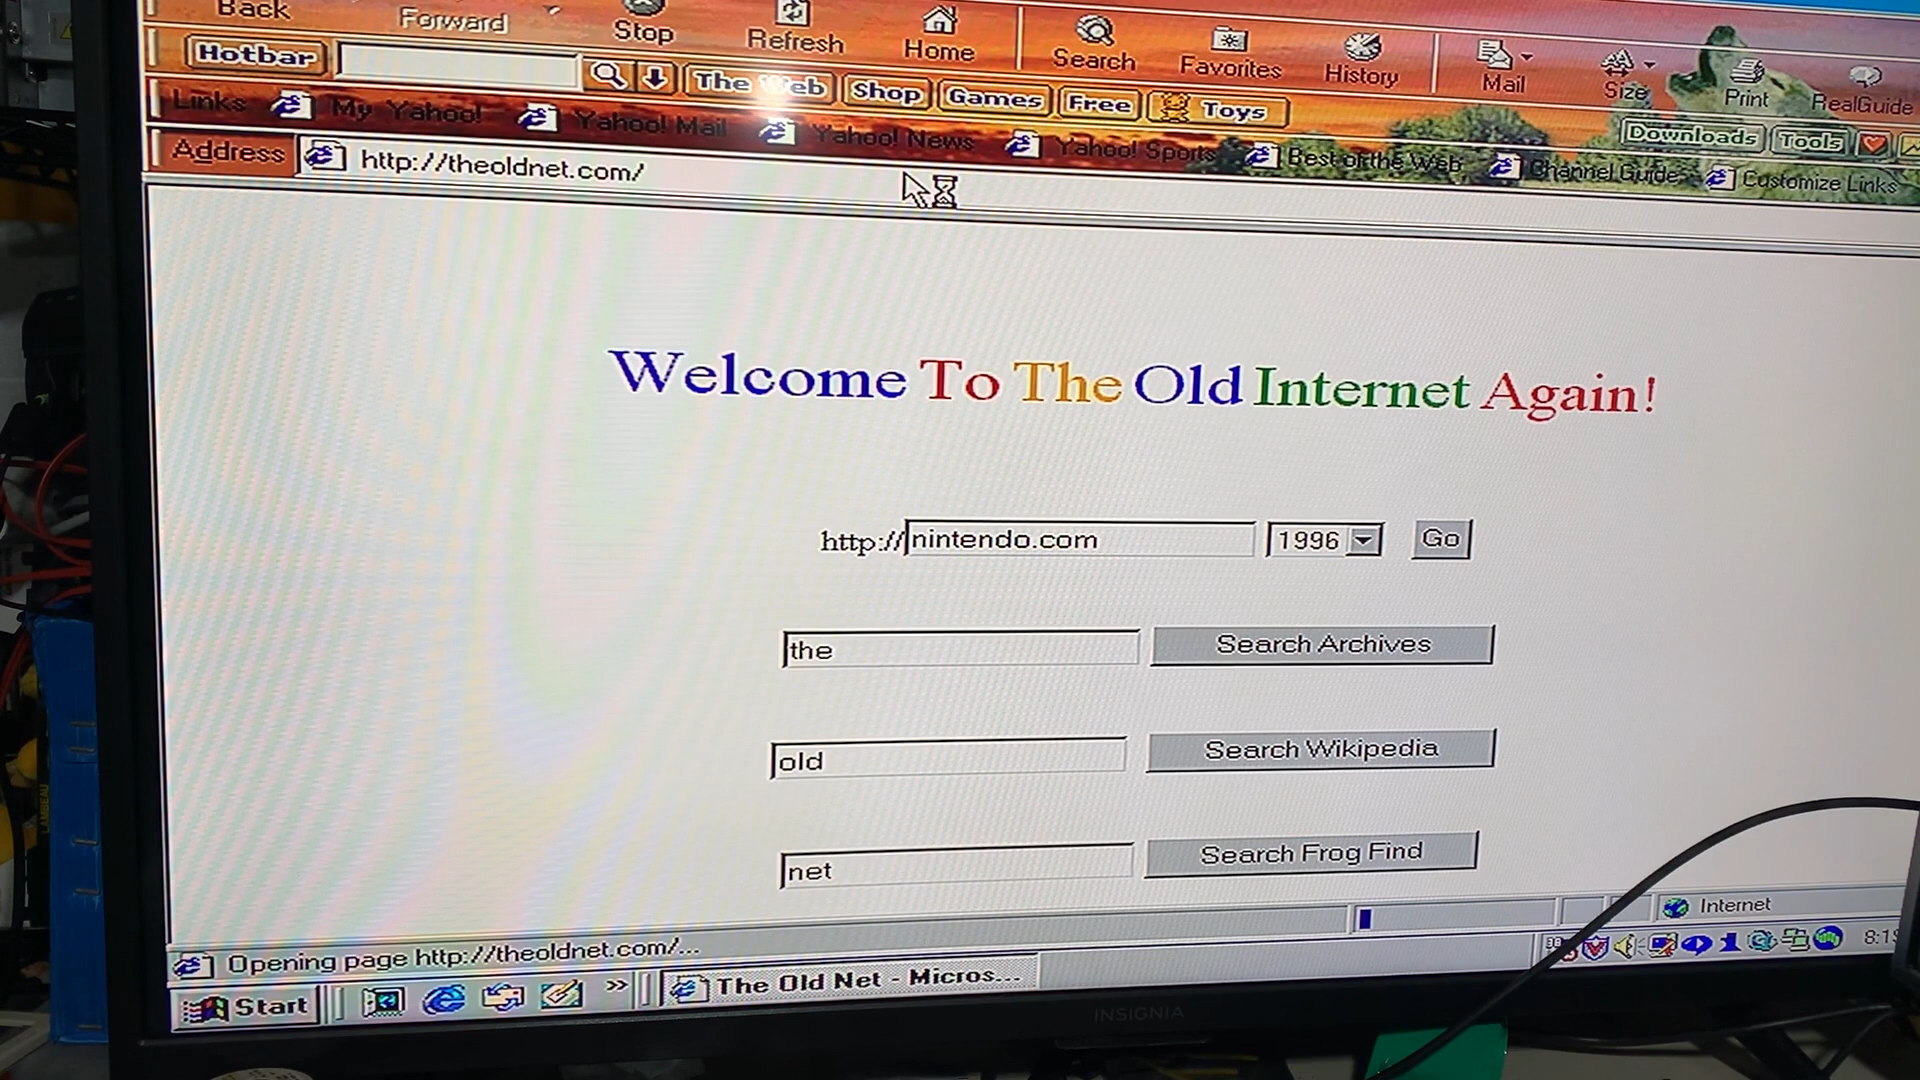 Back Forward Stop Refresh Home Search Favorites History Mail Size Print RealGuide
Hotbar The Web Shop Games Free Toys Downloads Tools
Links My Yahoo! Yahoo! Mail Yahoo! News Yahoo! Sports Best of the Web Channel Guide Customize Links
Address http://theoldnet.com/
Welcome To The Old Internet Again!
http:// nintendo.com 1996 Go
the Search Archives
old Search Wikipedia
net Search Frog Find
Opening page http://theoldnet.com/... Internet
Start The Old Net - Micros...
INSIGNIA
LAMBEAU